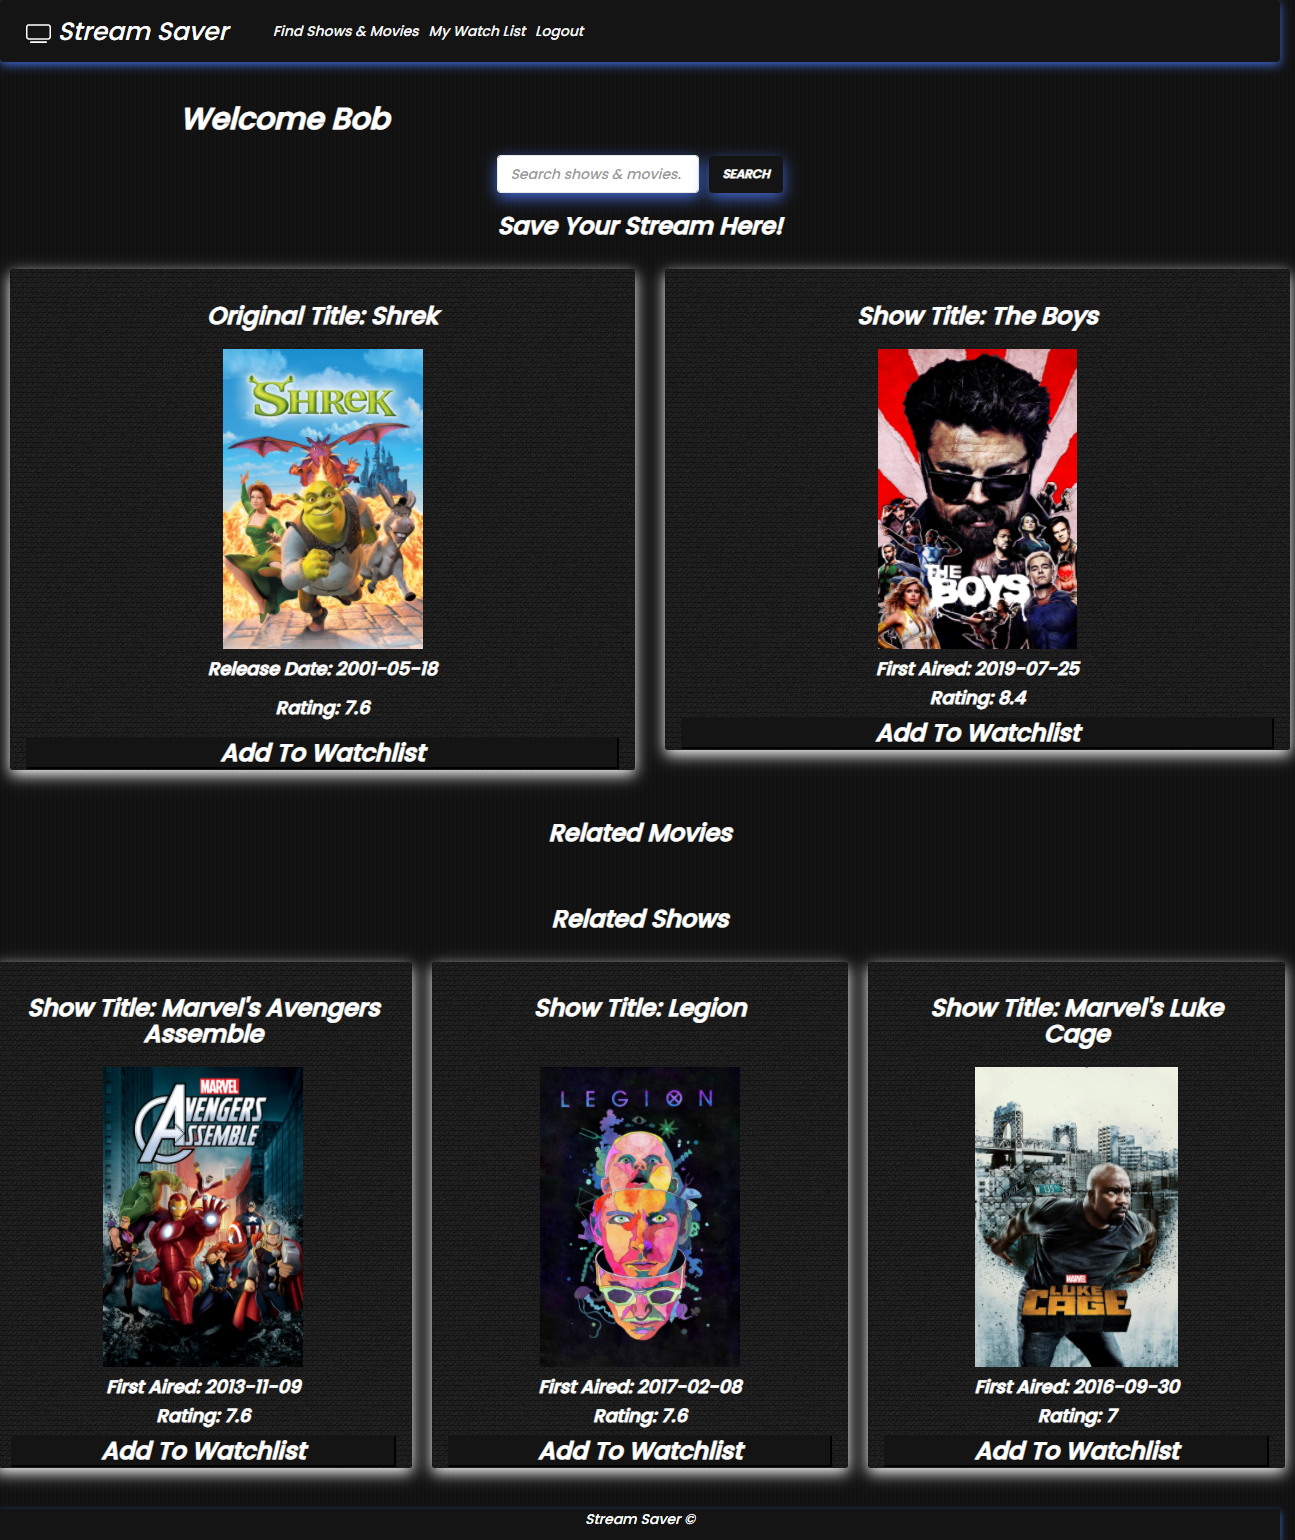 Stream Saver
Find Shows & Movies My Watch List Logout
Welcome Bob
Search shows & movies.
SEARCH
Save Your Stream Here!
Original Title: Shrek
SHREK
Release Date: 2001-05-18
Rating: 7.6
Add To Watchlist
Show Title: The Boys
THE
BOYS
First Aired: 2019-07-25
Rating: 8.4
Add To Watchlist
Related Movies
Related Shows
Show Title: Marvel's Avengers
Assemble
MARVEL
AVENGERS
ASSEMBLE
First Aired: 2013-11-09
Rating: 7.6
Add To Watchlist
Show Title: Legion
LEGION
First Aired: 2017-02-08
Rating: 7.6
Add To Watchlist
Show Title: Marvel's Luke
Cage
MARVEL
LUKE
CAGE
First Aired: 2016-09-30
Rating: 7
Add To Watchlist
Stream Saver ©